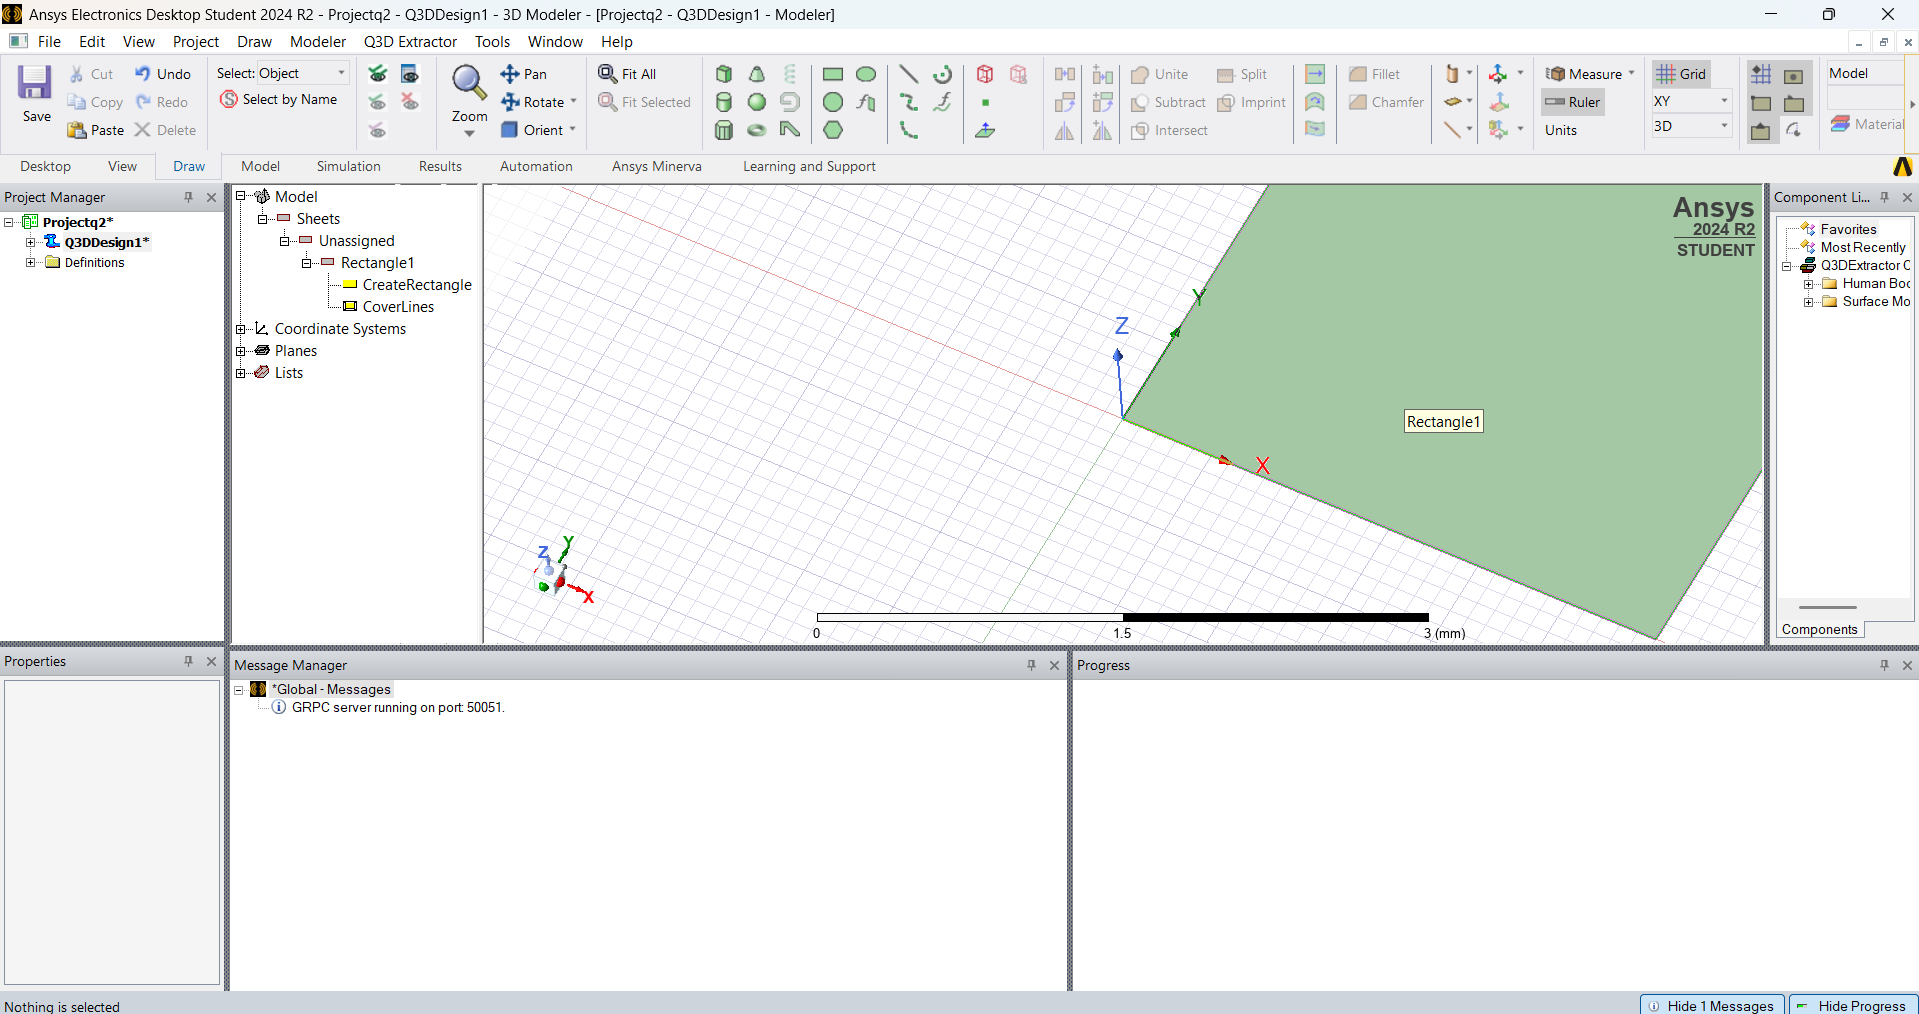 Ansys Electronics Desktop Student 2024 R2 - Projectq2 - Q3DDesign1 - 3D Modeler - [Projectq2 - Q3DDesign1 - Modeler]
File Edit View Project Draw Modeler Q3D Extractor Tools Window Help
Save
Cut
Copy
Paste
Undo
Redo
Delete
Select: Object
Select by Name
Zoom
Pan
Rotate
Orient
Fit All
Fit Selected
Unite
Subtract
Intersect
Split
Imprint
Fillet
Chamfer
Measure
Ruler
Units
Grid
XY
3D
Model
Material
Desktop View Draw Model Simulation Results Automation Ansys Minerva Learning and Support
Project Manager
Projectq2*
Q3DDesign1*
Definitions
Model
Sheets
Unassigned
Rectangle1
CreateRectangle
CoverLines
Coordinate Systems
Planes
Lists
Ansys
2024 R2
STUDENT
Y
Z
X
Rectangle1
Z
Y
X
0 1.5 3 (mm)
Component Li...
Favorites
Most Recently
Q3DExtractor C
Human Boc
Surface Mo
Components
Properties
Message Manager
*Global - Messages
GRPC server running on port 50051.
Progress
Nothing is selected
Hide 1 Messages
Hide Progress